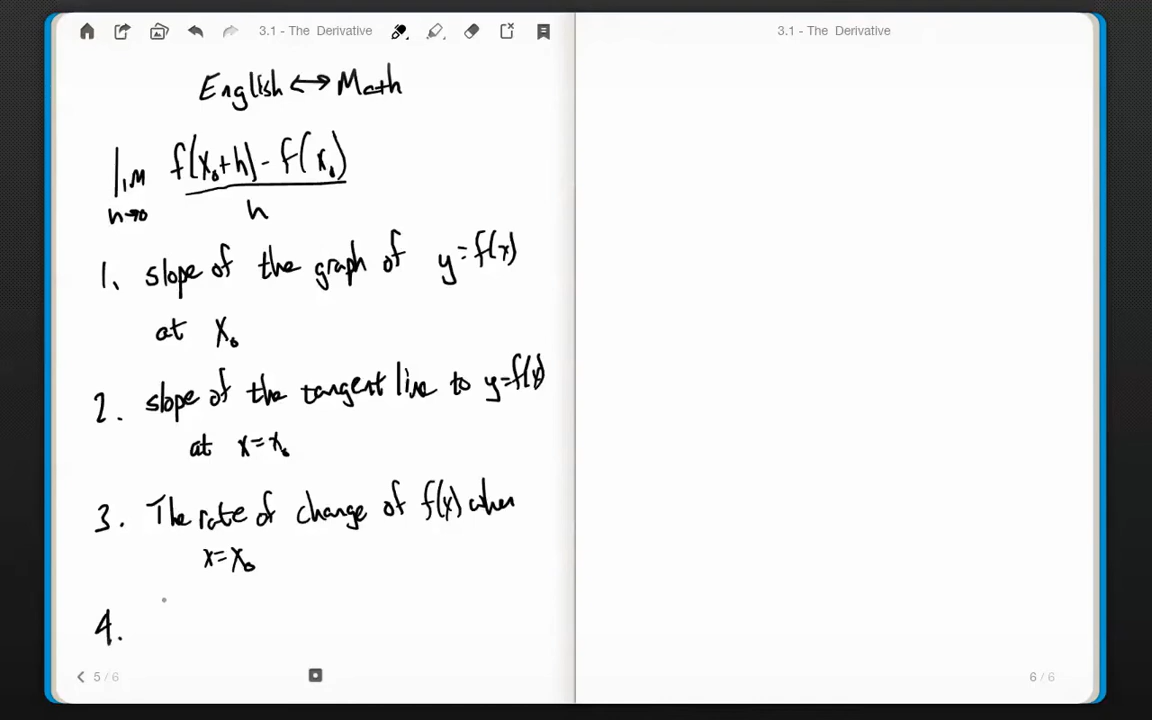 3.1 - The Derivative
3.1 - The Derivative
English ↔ Math
lim f(x₀+h) - f(x₀)
h→0 h
1. slope of the graph of y=f(x)
at x₀
2. slope of the tangent line to y=f(x)
at x=x₀
3. The rate of change of f(x) when
x=x₀
4.
5 / 6
6 / 6